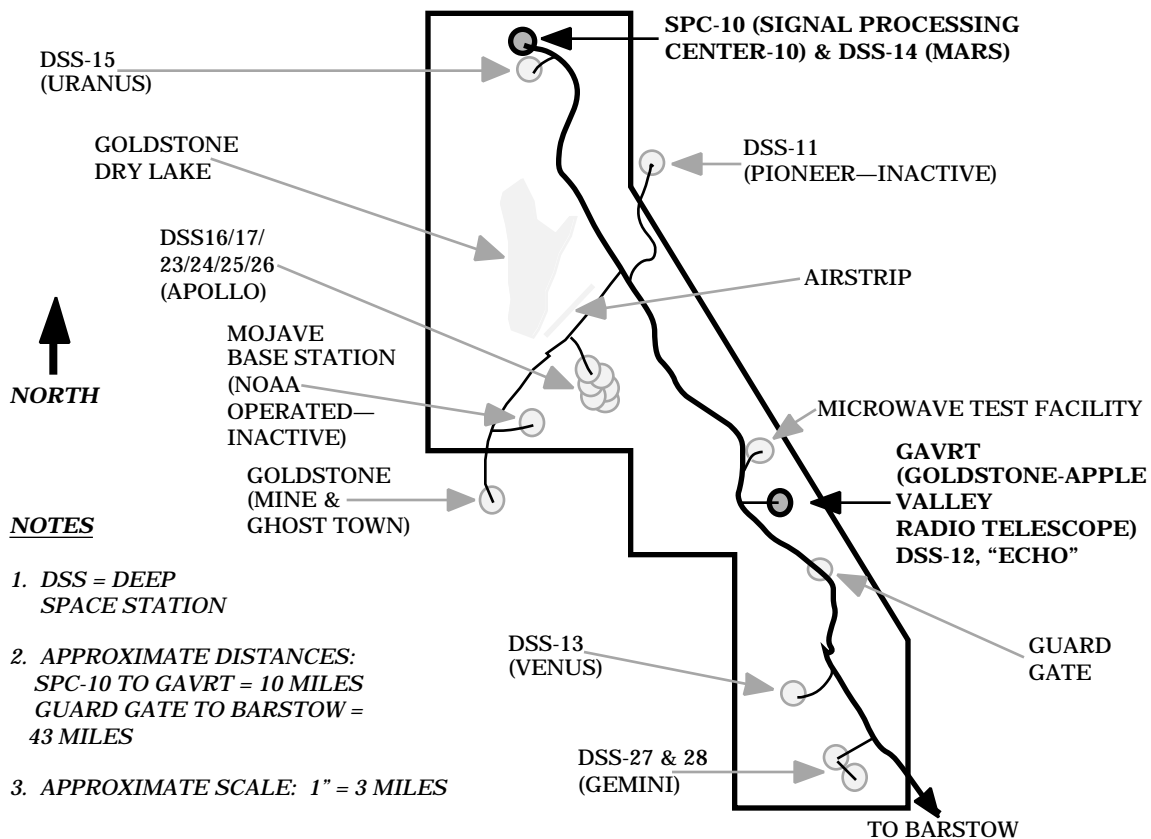 SPC-10 (SIGNAL PROCESSING
CENTER-10) & DSS-14 (MARS)
DSS-15
(URANUS)
GOLDSTONE
DRY LAKE
DSS-11
(PIONEER—INACTIVE)
DSS16/17/
23/24/25/26
(APOLLO)
AIRSTRIP
MOJAVE
BASE STATION
(NOAA
OPERATED—
INACTIVE)
NORTH
MICROWAVE TEST FACILITY
GAVRT
(GOLDSTONE-APPLE
VALLEY
RADIO TELESCOPE)
DSS-12, “ECHO”
GOLDSTONE
(MINE &
GHOST TOWN)
NOTES
1. DSS = DEEP
SPACE STATION
2. APPROXIMATE DISTANCES:
SPC-10 TO GAVRT = 10 MILES
GUARD GATE TO BARSTOW =
43 MILES
3. APPROXIMATE SCALE: 1” = 3 MILES
DSS-13
(VENUS)
GUARD
GATE
DSS-27 & 28
(GEMINI)
TO BARSTOW